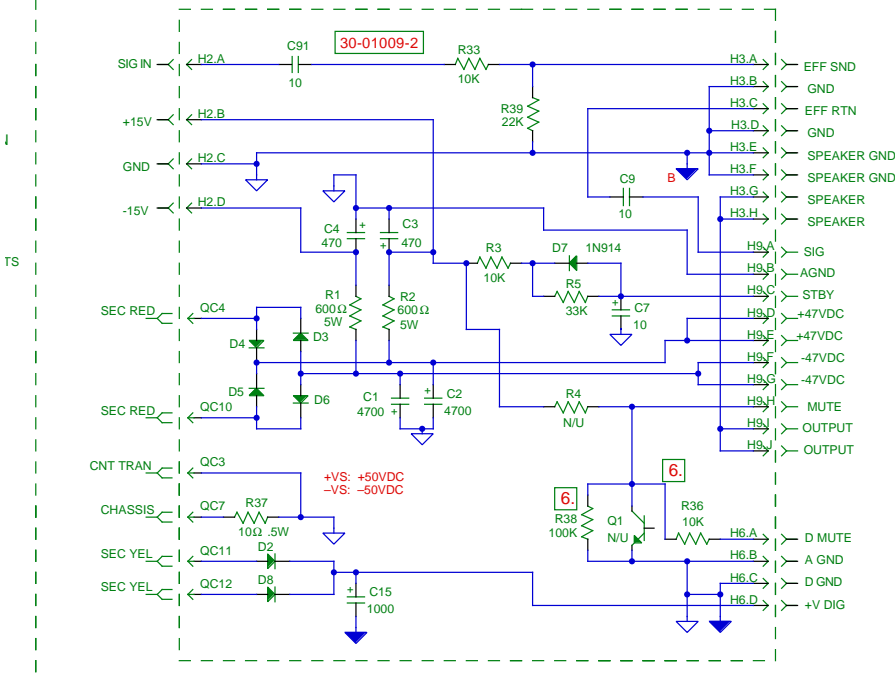 C91
30-01009-2
R33
SIG IN
H2.A
10
10K
H3.A
EFF SND
H3.B
GND
R39
22K
H3.C
EFF RTN
+15V
H2.B
H3.D
GND
H3.E
SPEAKER GND
GND
H2.C
H3.F
SPEAKER GND
B
C9
10
H3.G
SPEAKER
-15V
H2.D
H3.H
SPEAKER
C4
470
+
C3
470
+
TS
R3
10K
D7
1N914
H9.A
SIG
H9.B
AGND
R5
33K
H9.C
STBY
R1
600Ω
5W
R2
600Ω
5W
+
C7
10
H9.D
+47VDC
SEC RED
QC4
H9.E
+47VDC
D4
D3
H9.F
-47VDC
H9.G
-47VDC
D5
D6
C1
4700
+
+
C2
4700
R4
N/U
H9.H
MUTE
SEC RED
QC10
H9.I
OUTPUT
H9.J
OUTPUT
CNT TRAN
QC3
+VS: +50VDC
–VS: –50VDC
6.
6.
CHASSIS
QC7
R37
10Ω .5W
R38
100K
Q1
N/U
R36
10K
H6.A
D MUTE
SEC YEL
QC11
D2
H6.B
A GND
SEC YEL
QC12
D8
H6.C
D GND
+
C15
1000
H6.D
+V DIG